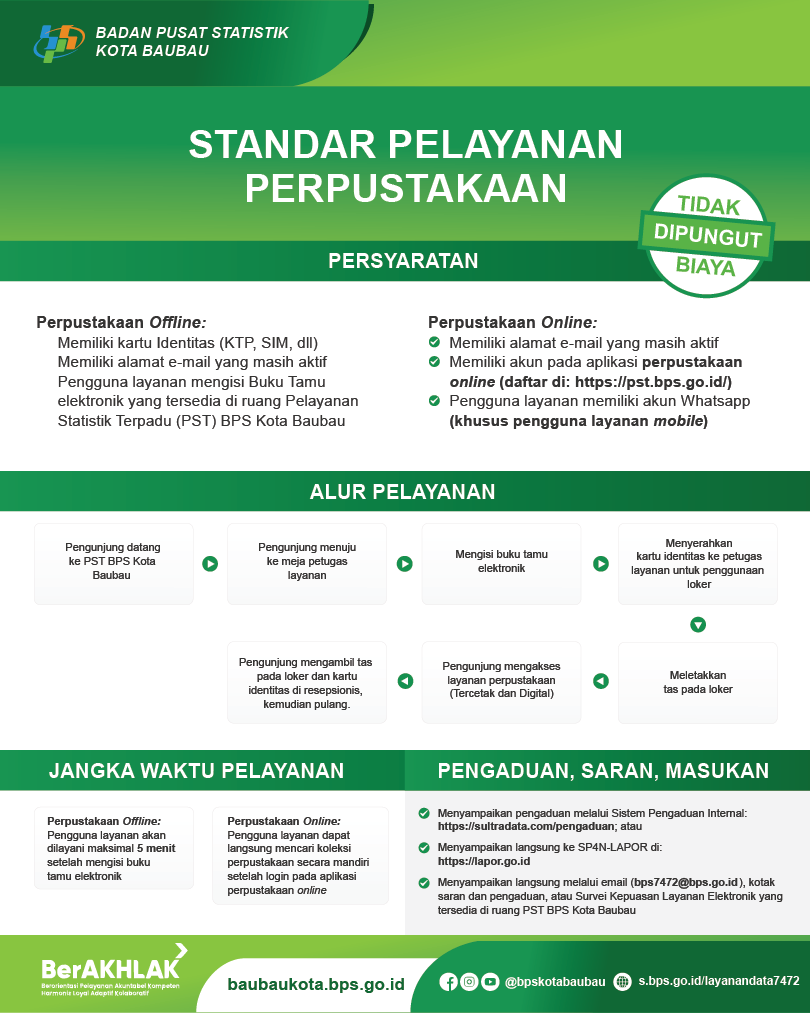 BADAN PUSAT STATISTIK
KOTA BAUBAU
STANDAR PELAYANAN
PERPUSTAKAAN
TIDAK
DIPUNGUT
BIAYA
PERSYARATAN
Perpustakaan Offline:
Memiliki kartu Identitas (KTP, SIM, dll)
Memiliki alamat e-mail yang masih aktif
Pengguna layanan mengisi Buku Tamu
elektronik yang tersedia di ruang Pelayanan
Statistik Terpadu (PST) BPS Kota Baubau
Perpustakaan Online:
Memiliki alamat e-mail yang masih aktif
Memiliki akun pada aplikasi perpustakaan
online (daftar di: https://pst.bps.go.id/)
Pengguna layanan memiliki akun Whatsapp
(khusus pengguna layanan mobile)
ALUR PELAYANAN
Pengunjung datang
ke PST BPS Kota
Baubau
Pengunjung menuju
ke meja petugas
layanan
Mengisi buku tamu
elektronik
Menyerahkan
kartu identitas ke petugas
layanan untuk penggunaan
loker
Meletakkan
tas pada loker
Pengunjung mengakses
layanan perpustakaan
(Tercetak dan Digital)
Pengunjung mengambil tas
pada loker dan kartu
identitas di resepsionis,
kemudian pulang.
JANGKA WAKTU PELAYANAN
Perpustakaan Offline:
Pengguna layanan akan
dilayani maksimal 5 menit
setelah mengisi buku
tamu elektronik
Perpustakaan Online:
Pengguna layanan dapat
langsung mencari koleksi
perpustakaan secara mandiri
setelah login pada aplikasi
perpustakaan online
PENGADUAN, SARAN, MASUKAN
Menyampaikan pengaduan melalui Sistem Pengaduan Internal:
https://sultradata.com/pengaduan; atau
Menyampaikan langsung ke SP4N-LAPOR di:
https://lapor.go.id
Menyampaikan langsung melalui email (bps7472@bps.go.id), kotak
saran dan pengaduan, atau Survei Kepuasan Layanan Elektronik yang
tersedia di ruang PST BPS Kota Baubau
BerAKHLAK
Berorientasi Pelayanan Akuntabel Kompeten
Harmonis Loyal Adaptif Kolaboratif
baubaukota.bps.go.id
@bpskotabaubau
s.bps.go.id/layanandata7472